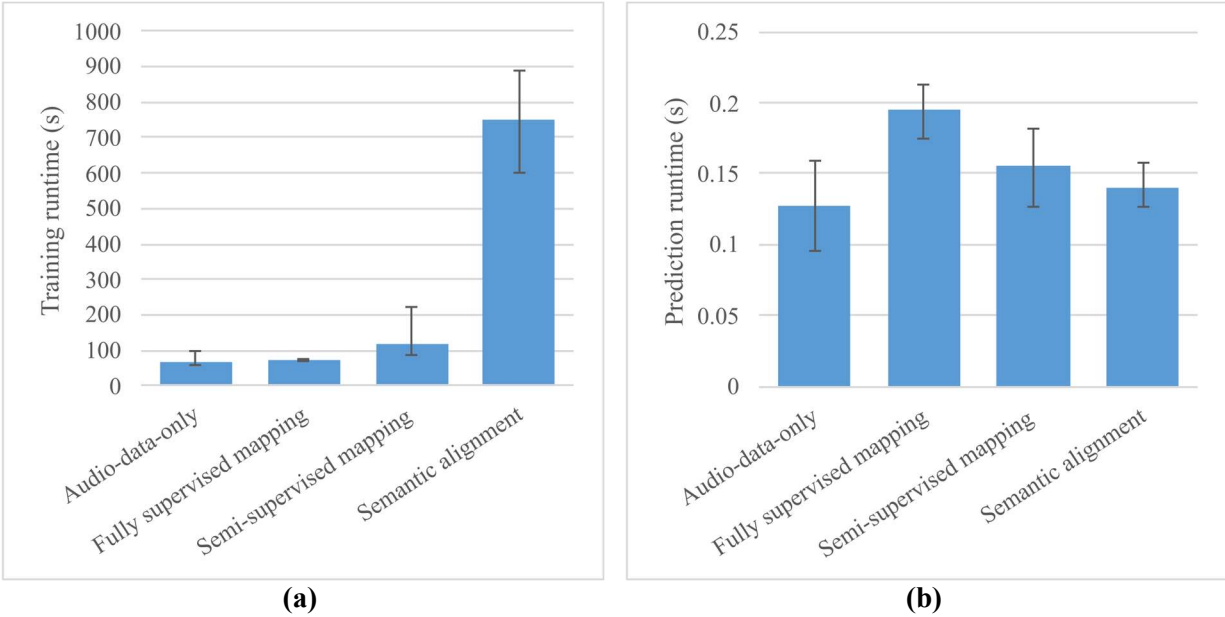 1000
900
800
700
600
500
400
300
200
100
0
Training runtime (s)
Audio-data-only
Fully supervised mapping
Semi-supervised mapping
Semantic alignment
(a)
0.25
0.2
0.15
0.1
0.05
0
Prediction runtime (s)
Audio-data-only
Fully supervised mapping
Semi-supervised mapping
Semantic alignment
(b)